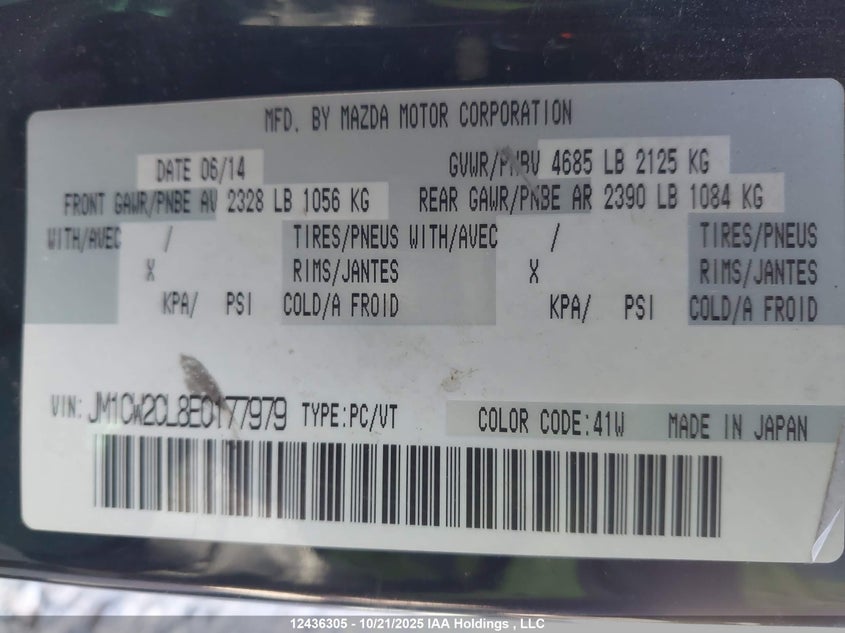 MFD. BY MAZDA MOTOR CORPORATION
DATE 06/14 GVWR/PNBV 4685 LB 2125 KG
FRONT GAWR/PNBE AV 2328 LB 1056 KG REAR GAWR/PNBE AR 2390 LB 1084 KG
WITH/AVEC / TIRES/PNEUS WITH/AVEC / TIRES/PNEUS
X RIMS/JANTES X RIMS/JANTES
KPA/ PSI COLD/A FROID KPA/ PSI COLD/A FROID
VIN: JM1CW2CL8E0177979 TYPE:PC/VT COLOR CODE:41W MADE IN JAPAN
12436305 - 10/21/2025 IAA Holdings , LLC